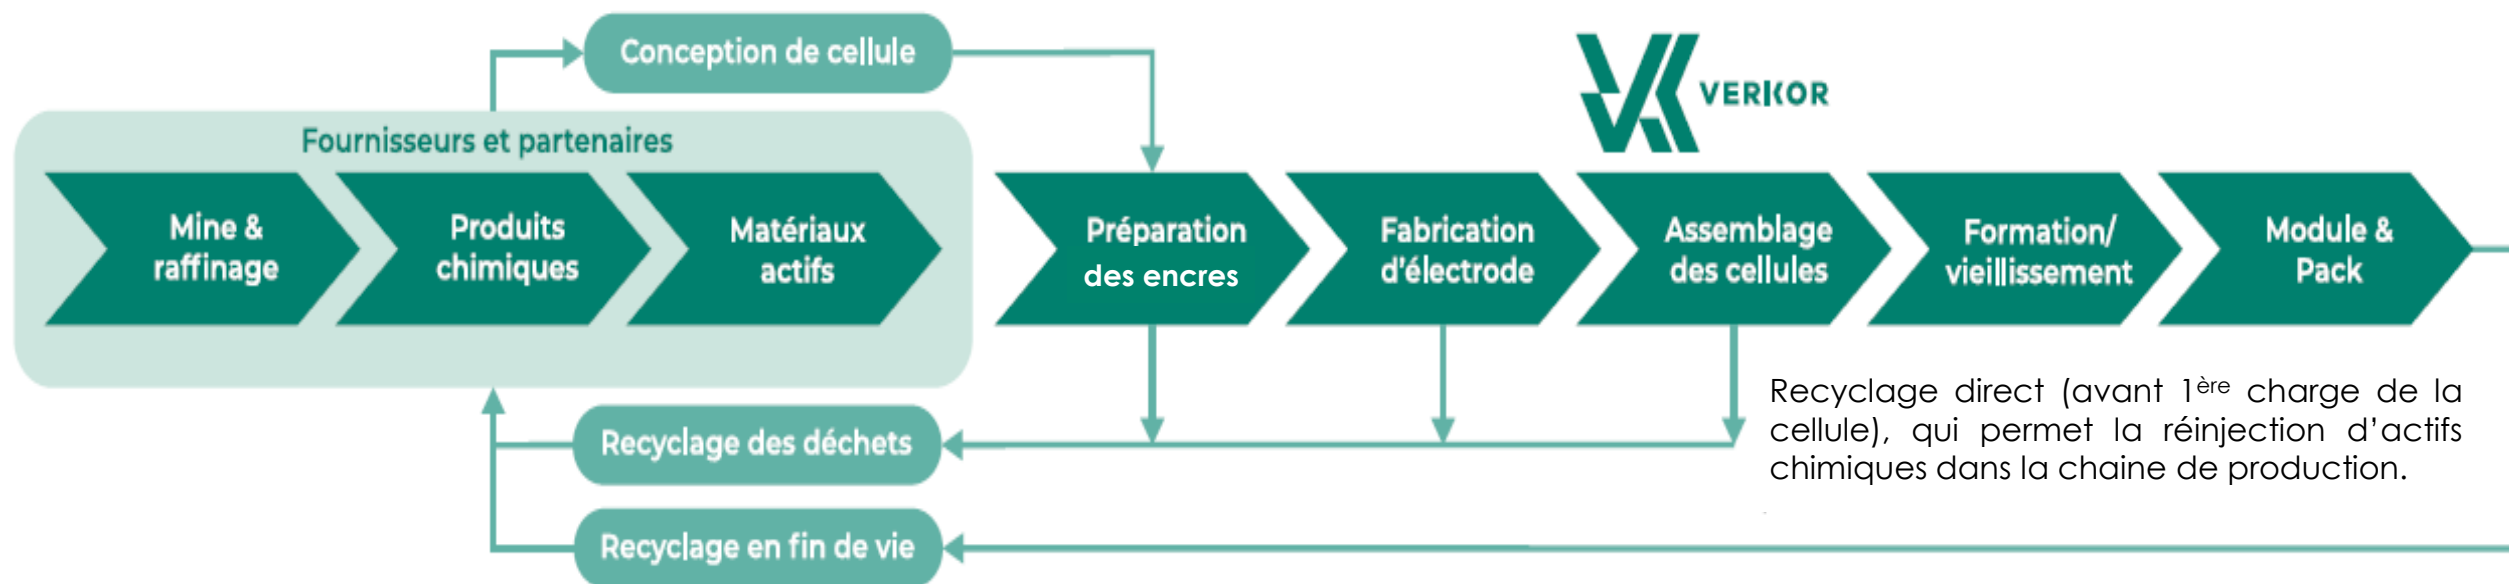 Conception de cellule
VERKOR
Fournisseurs et partenaires
Mine &
raffinage
Produits
chimiques
Matériaux
actifs
Préparation
des encres
Fabrication
d'électrode
Assemblage
des cellules
Formation/
vieillissement
Module &
Pack
Recyclage direct (avant 1ère charge de la
cellule), qui permet la réinjection d'actifs
chimiques dans la chaine de production.
Recyclage des déchets
Recyclage en fin de vie